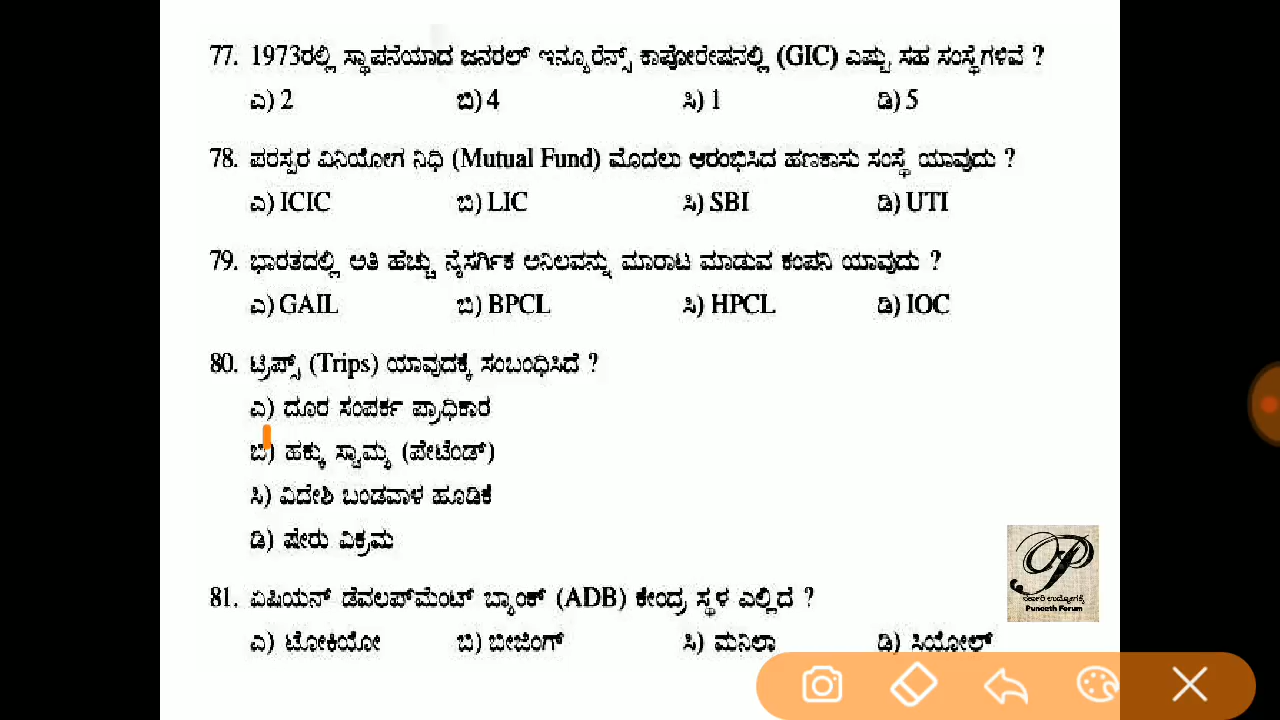 77. 1973ರಲ್ಲಿ ಸ್ಥಾಪನೆಯಾದ ಜನರಲ್ ಇನ್ಶೂರೆನ್ಸ್ ಕಾರ್ಪೋರೇಷನಲ್ಲಿ (GIC) ಎಷ್ಟು ಸಹ ಸಂಸ್ಥೆಗಳಿವೆ ?
ಎ) 2 ಬಿ) 4 ಸಿ) 1 ಡಿ) 5
78. ಪರಸ್ಪರ ವಿನಿಯೋಗ ನಿಧಿ (Mutual Fund) ಮೊದಲು ಆರಂಭಿಸಿದ ಹಣಕಾಸು ಸಂಸ್ಥೆ ಯಾವುದು ?
ಎ) ICIC ಬಿ) LIC ಸಿ) SBI ಡಿ) UTI
79. ಭಾರತದಲ್ಲಿ ಅತಿ ಹೆಚ್ಚು ನೈಸರ್ಗಿಕ ಅನಿಲವನ್ನು ಮಾರಾಟ ಮಾಡುವ ಕಂಪನಿ ಯಾವುದು ?
ಎ) GAIL ಬಿ) BPCL ಸಿ) HPCL ಡಿ) IOC
80. ಟ್ರಿಪ್ಸ್ (Trips) ಯಾವುದಕ್ಕೆ ಸಂಬಂಧಿಸಿದೆ ?
ಎ) ದೂರ ಸಂಪರ್ಕ ಪ್ರಾಧಿಕಾರ
ಬಿ) ಹಕ್ಕು ಸ್ವಾಮ್ಯ (ಪೇಟೆಂಡ್)
ಸಿ) ವಿದೇಶಿ ಬಂಡವಾಳ ಹೂಡಿಕೆ
ಡಿ) ಷೇರು ವಿಕ್ರಮ
81. ಏಷಿಯನ್ ಡೆವಲಪ್‌ಮೆಂಟ್ ಬ್ಯಾಂಕ್ (ADB) ಕೇಂದ್ರ ಸ್ಥಳ ಎಲ್ಲಿದೆ ?
ಎ) ಟೋಕಿಯೋ ಬಿ) ಬೀಜಿಂಗ್ ಸಿ) ಮನಿಲಾ ಡಿ) ಸಿಯೋಲ್
Puneeth Forum